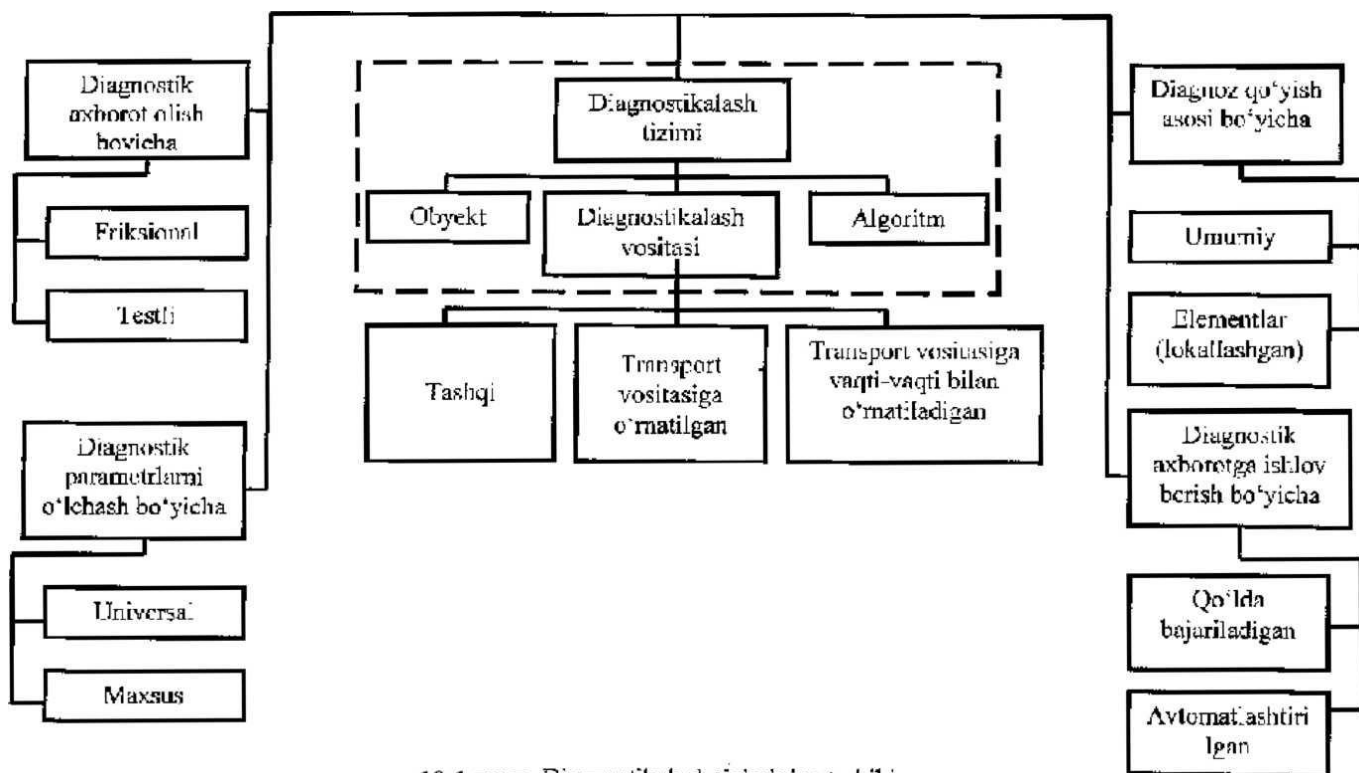 Diagnostik
axborot olish
bo'yicha
Friksional
Testli
Diagnostik
parametrlarni
o'lchash bo'yicha
Universal
Maxsus
Diagnostikalash
tizimi
Obyekt
Diagnostikalash
vositasi
Algoritm
Tashqi
Transport
vositasiga
o'rnatilgan
Transport vositasiga
vaqti-vaqti bilan
o'rnatiladigan
Diagnoz qo'yish
asosi bo'yicha
Umumiy
Elementlar
(lokallashgan)
Diagnostik
axborotga ishlov
berish bo'yicha
Qo'lda
bajariladigan
Avtomatlashtiri
lgan